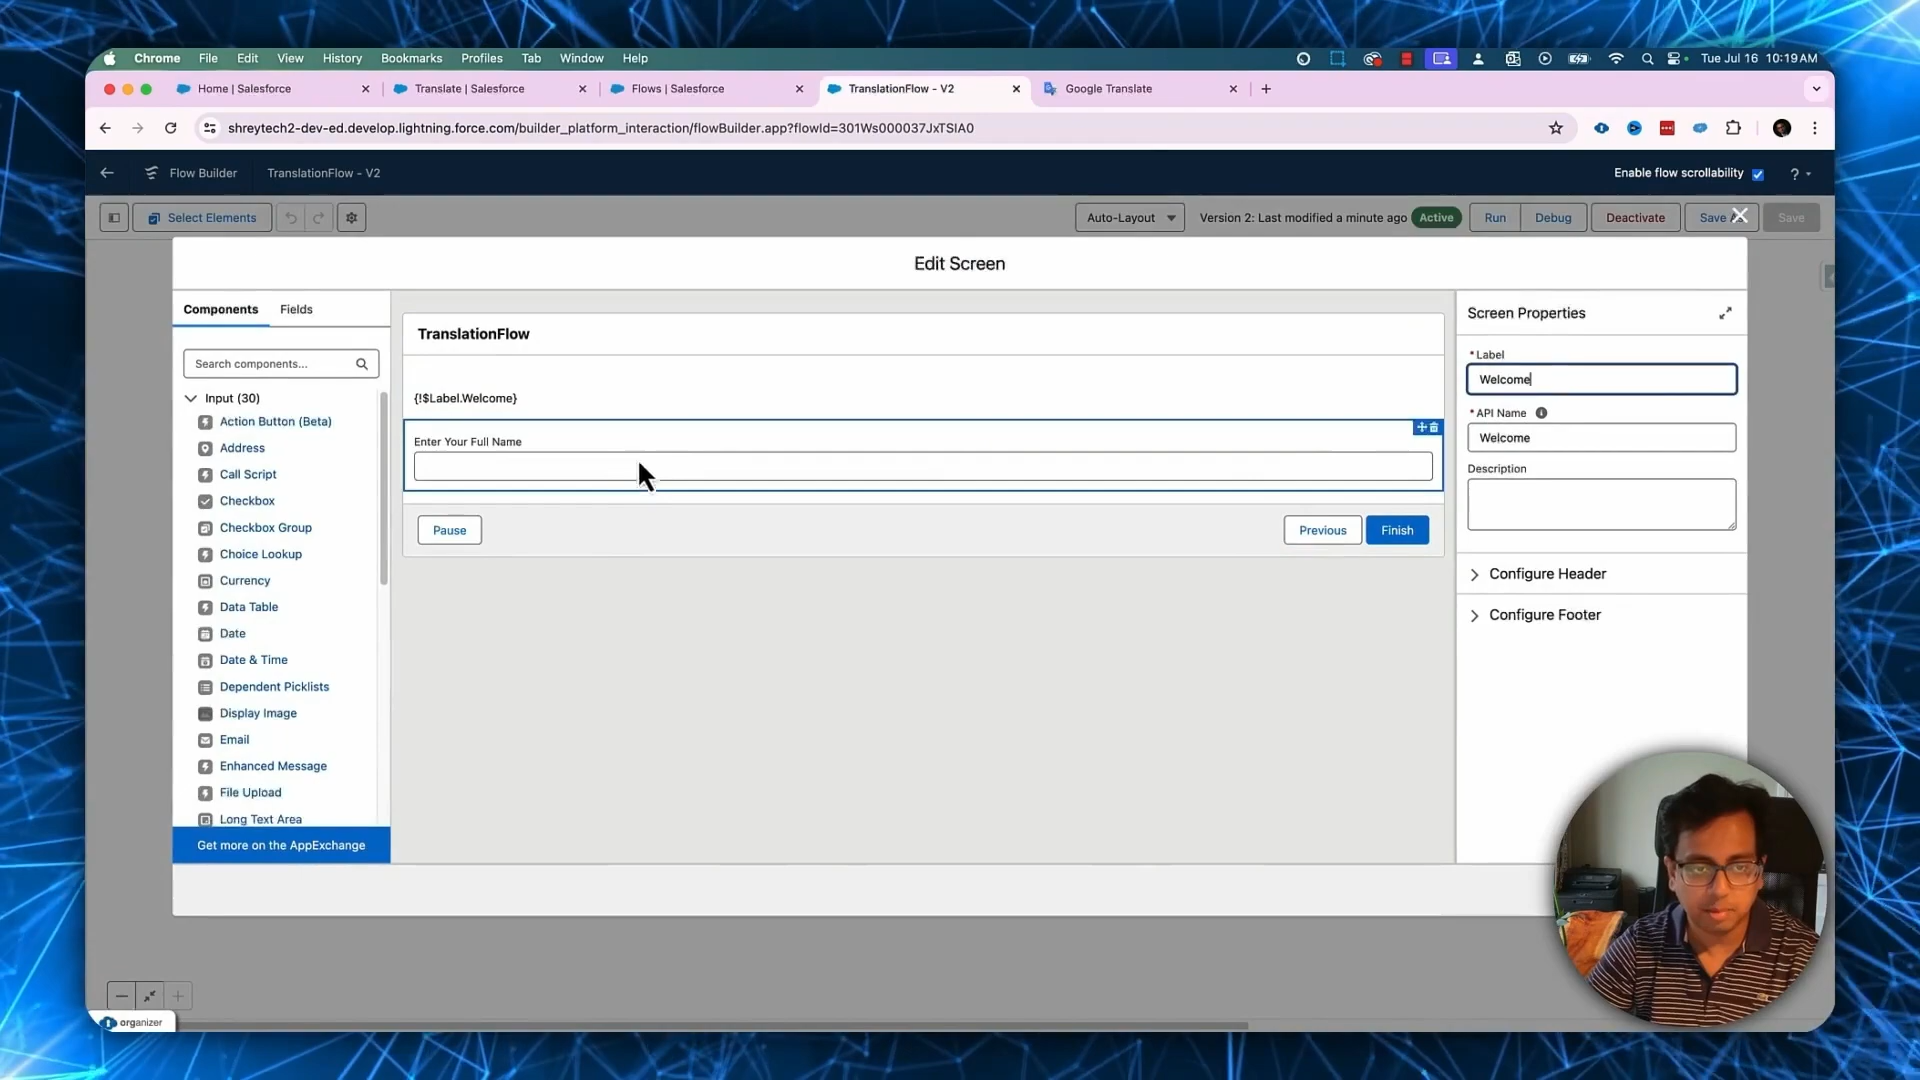 Chrome File Edit View History Bookmarks Profiles Tab Window Help Tue Jul 16 10:19 AM
Home | Salesforce Translate | Salesforce Flows | Salesforce TranslationFlow - V2 Google Translate
shreytech2-dev-ed.develop.lightning.force.com/builder_platform_interaction/flowBuilder.app?flowId=301Ws000037JxTSIA0
Flow Builder TranslationFlow - V2 Enable flow scrollability ?
Select Elements Auto-Layout Version 2: Last modified a minute ago Active Run Debug Deactivate Save Save
Edit Screen
Components Fields
Search components...
Input (30)
Action Button (Beta)
Address
Call Script
Checkbox
Checkbox Group
Choice Lookup
Currency
Data Table
Date
Date & Time
Dependent Picklists
Display Image
Email
Enhanced Message
File Upload
Long Text Area
Get more on the AppExchange
TranslationFlow
{!$Label.Welcome}
Enter Your Full Name
Pause Previous Finish
Screen Properties
* Label
Welcome
* API Name
Welcome
Description
Configure Header
Configure Footer
organizer